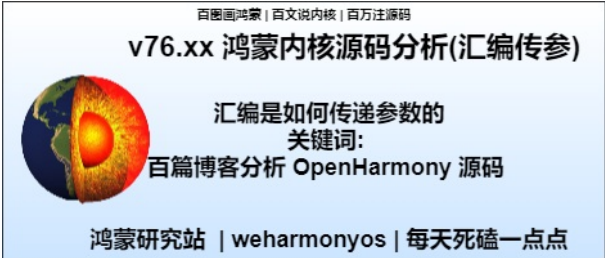 百图画鸿蒙 | 百文说内核 | 百万注源码
v76.xx 鸿蒙内核源码分析(汇编传参)
汇编是如何传递参数的
关键词:
百篇博客分析 OpenHarmony 源码
鸿蒙研究站 | weharmonyos | 每天死磕一点点